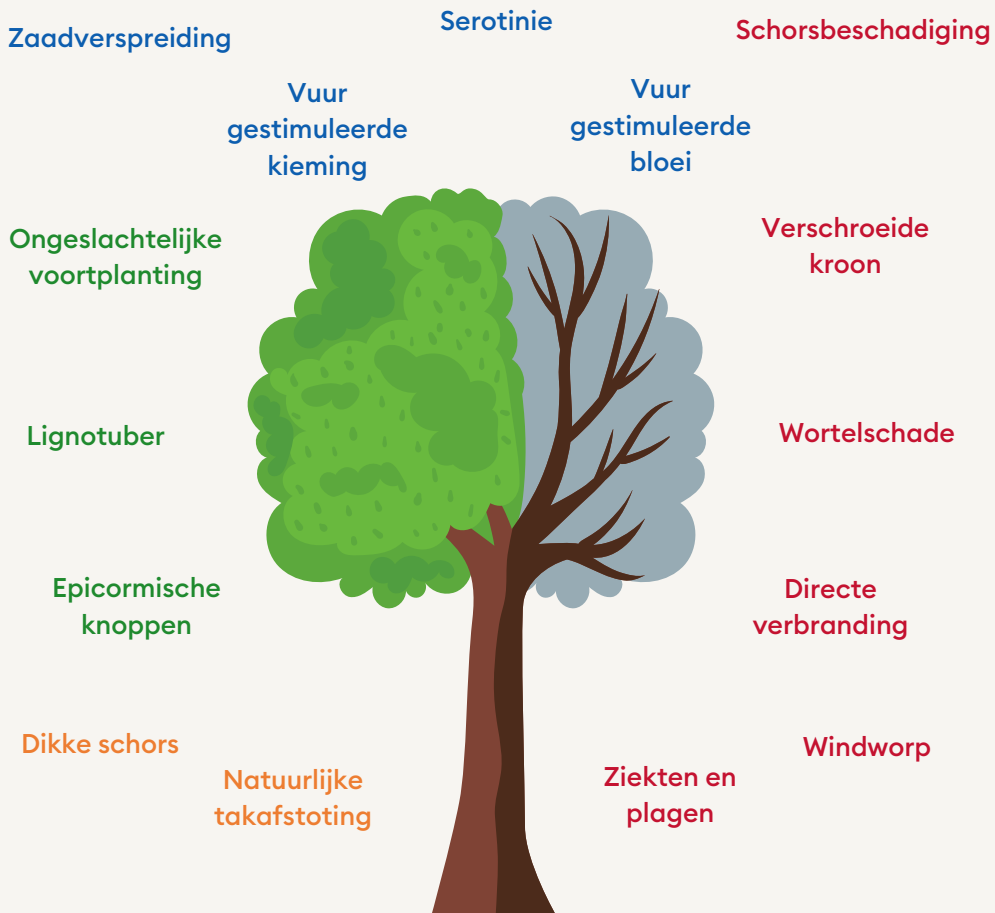 Zaadverspreiding
Serotinie
Schorsbeschadiging
Vuur
gestimuleerde
kieming
Vuur
gestimuleerde
bloei
Ongeslachtelijke
voortplanting
Verschroeide
kroon
Lignotuber
Wortelschade
Epicormische
knoppen
Directe
verbranding
Dikke schors
Windworp
Natuurlijke
takafstoting
Ziekten en
plagen